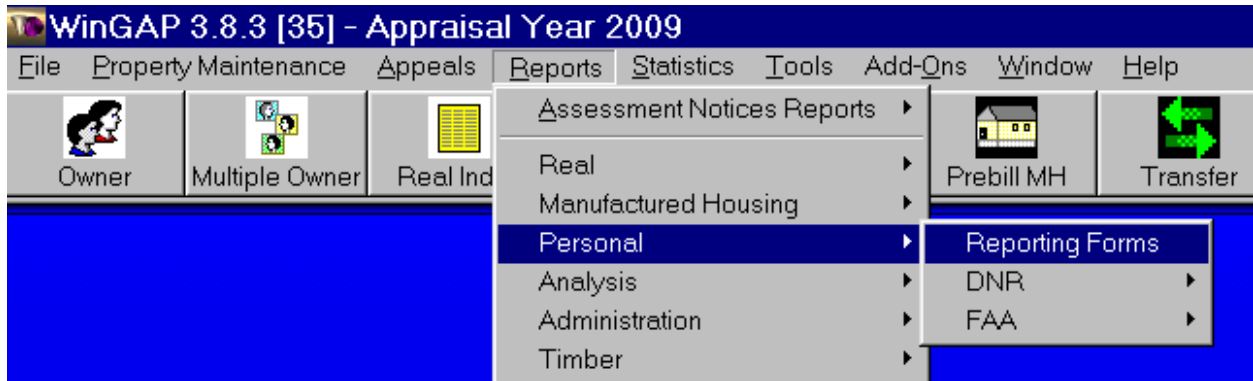 WinGAP 3.8.3 [35] - Appraisal Year 2009
File Property Maintenance Appeals Reports Statistics Tools Add-Ons Window Help
Owner Multiple Owner Real Ind Prebill MH Transfer
Assessment Notices Reports
Real
Manufactured Housing
Personal
Analysis
Administration
Timber
Reporting Forms
DNR
FAA